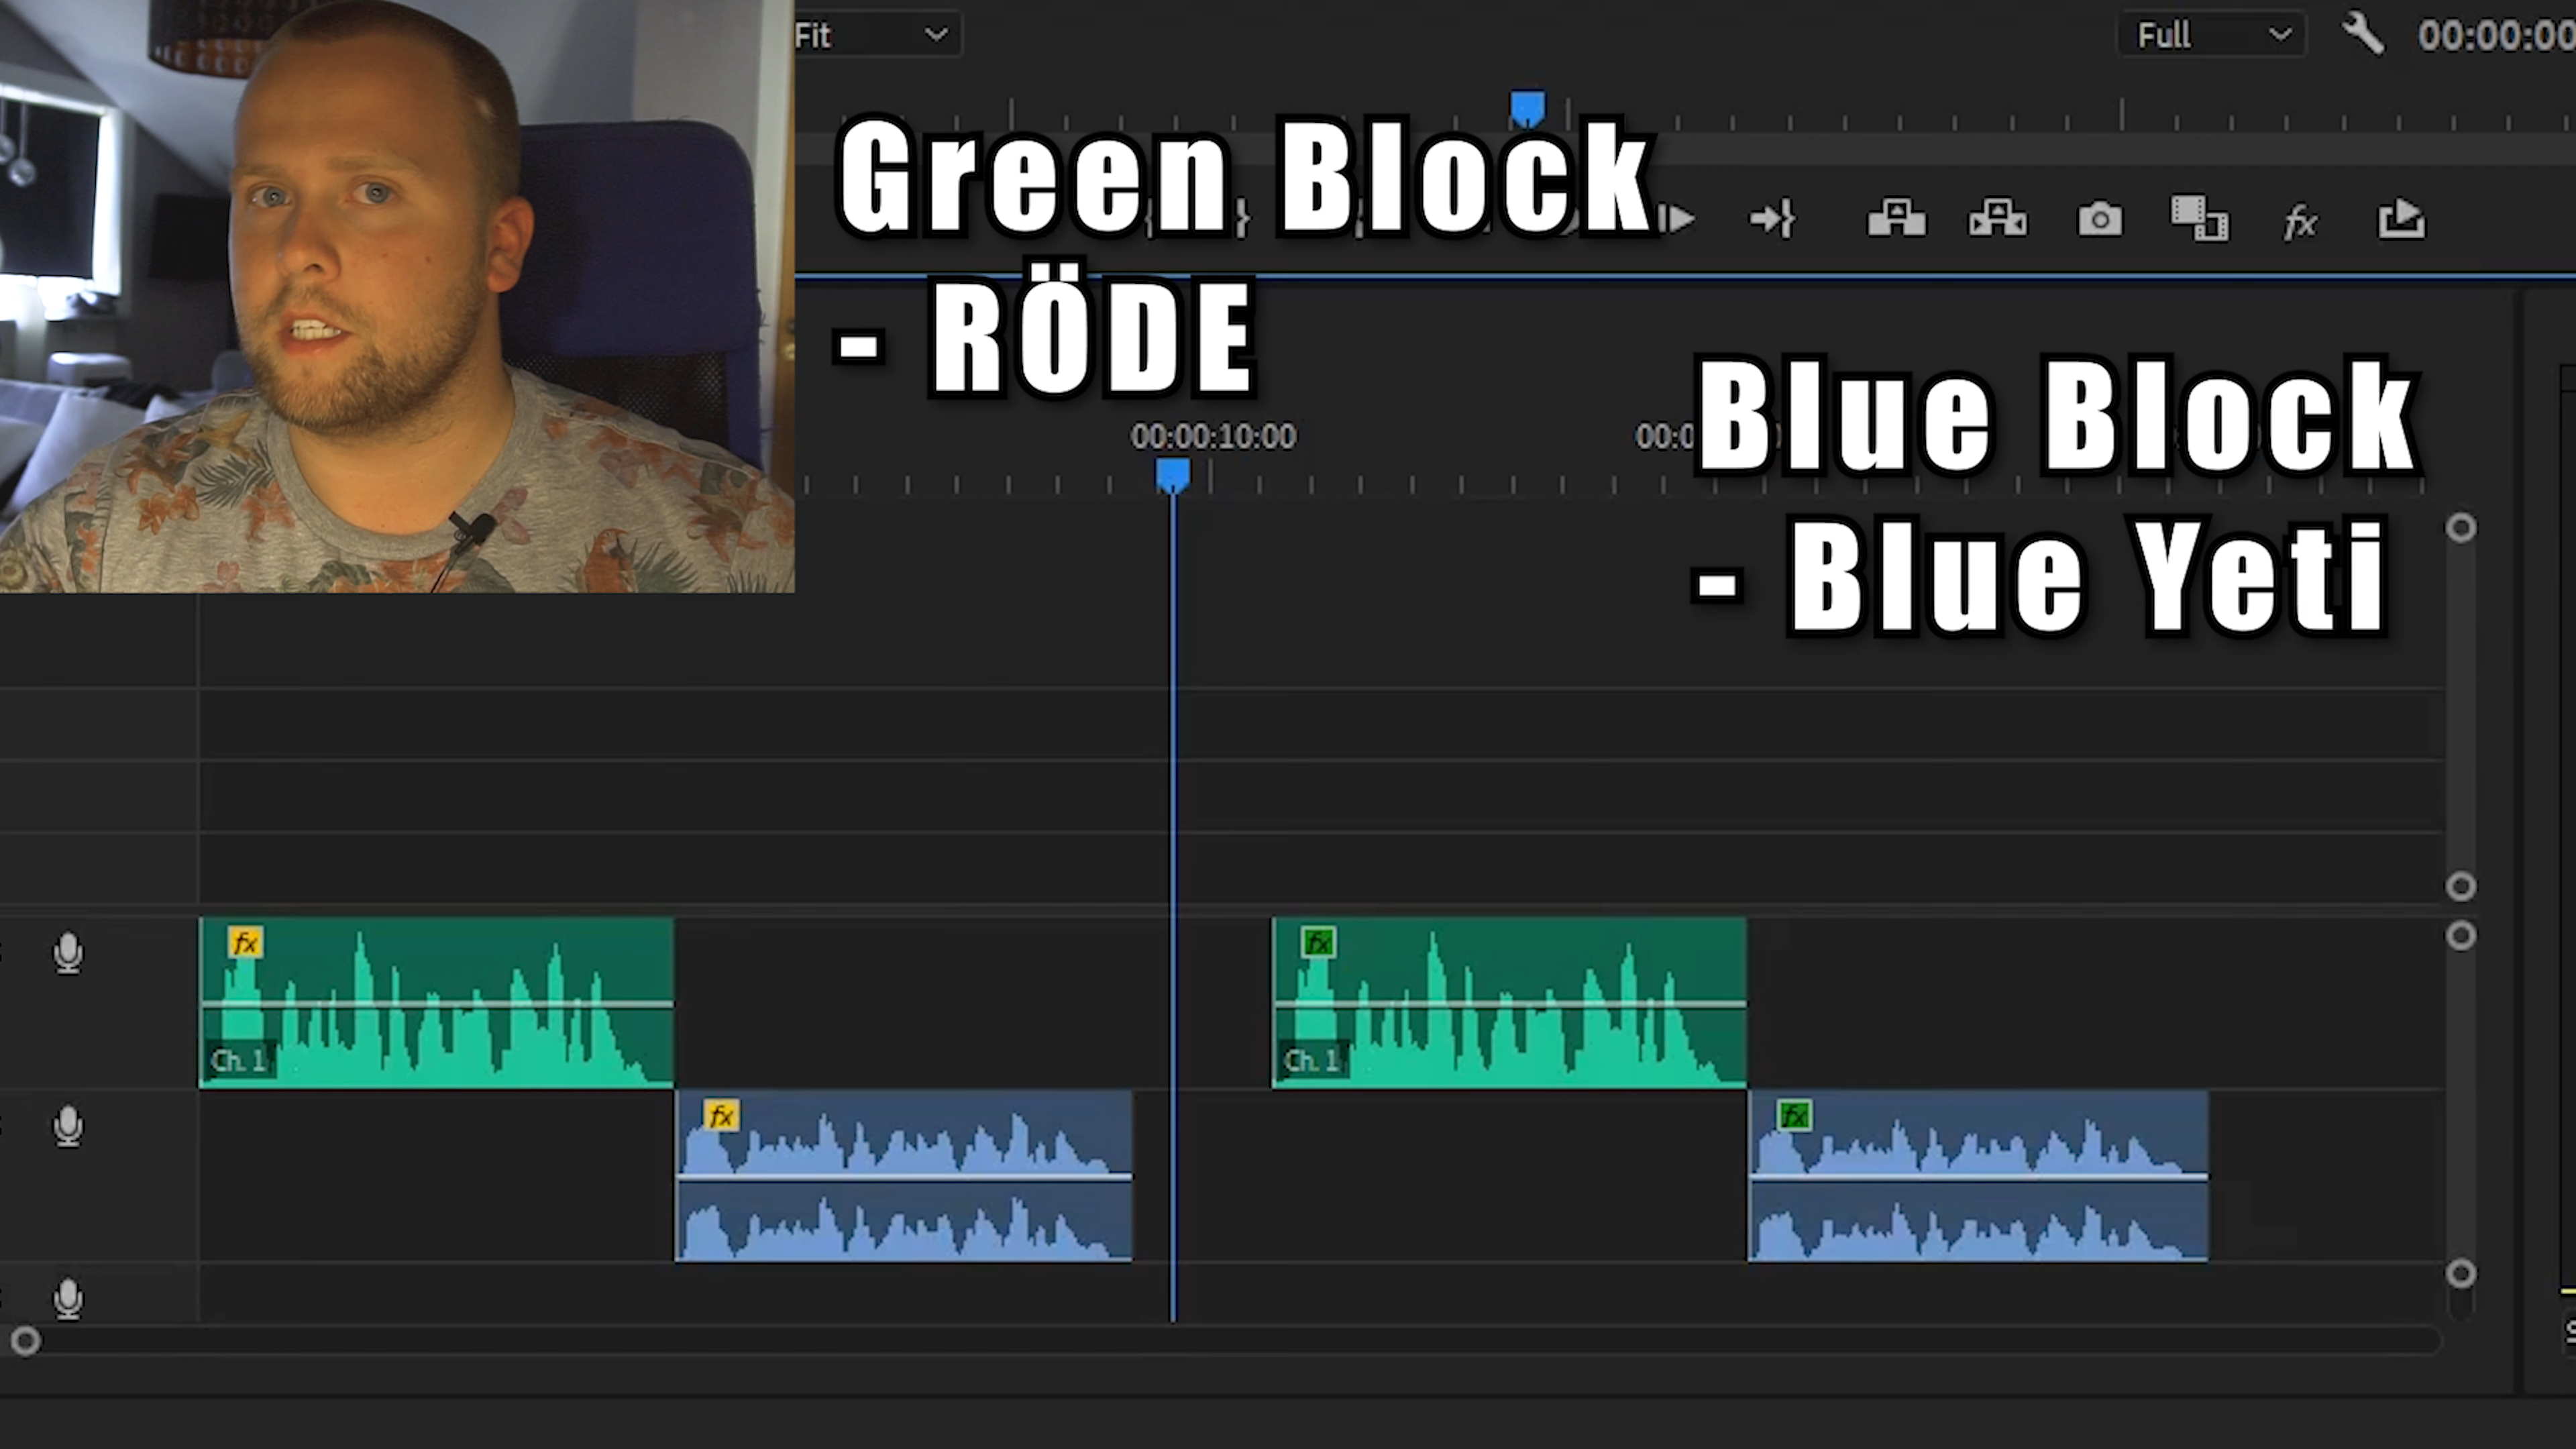 Fit
Full
00:00:00
Green Block
- RÖDE
00:00:10:00
00:0
Blue Block
- Blue Yeti
fx
fx
fx
Ch. 1
Ch. 1
fx
fx